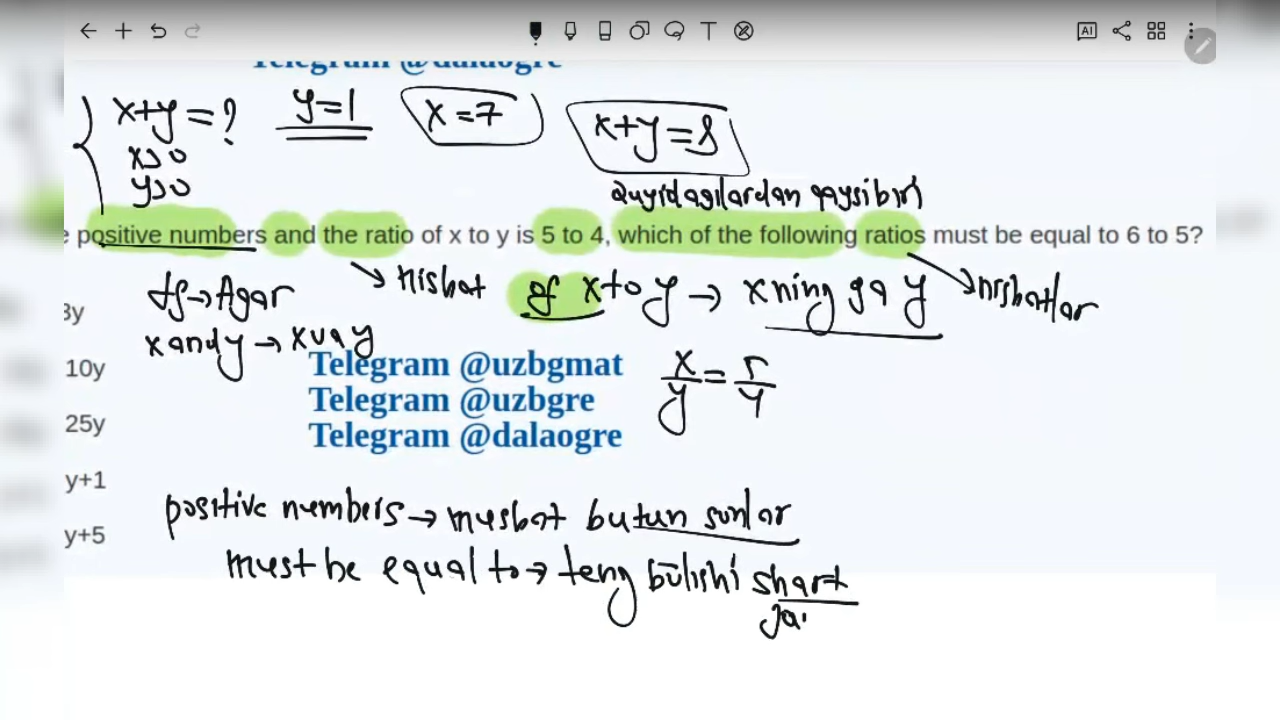 Telegram @dalaogre
x+y=? y=1 x=7 x+y=8
x>0
y>0
Quyidagilardan qaysibiri
positive numbers and the ratio of x to y is 5 to 4, which of the following ratios must be equal to 6 to 5?
If→Agar nisbat of x to y → xning ga y nisbatlar
3y
x and y → x va y
Telegram @uzbgmat
10y
x/y = 5/4
Telegram @uzbgre
25y
Telegram @dalaogre
y+1
positive numbers → musbat butun sonlar
y+5
must be equal to → teng būlishi shart